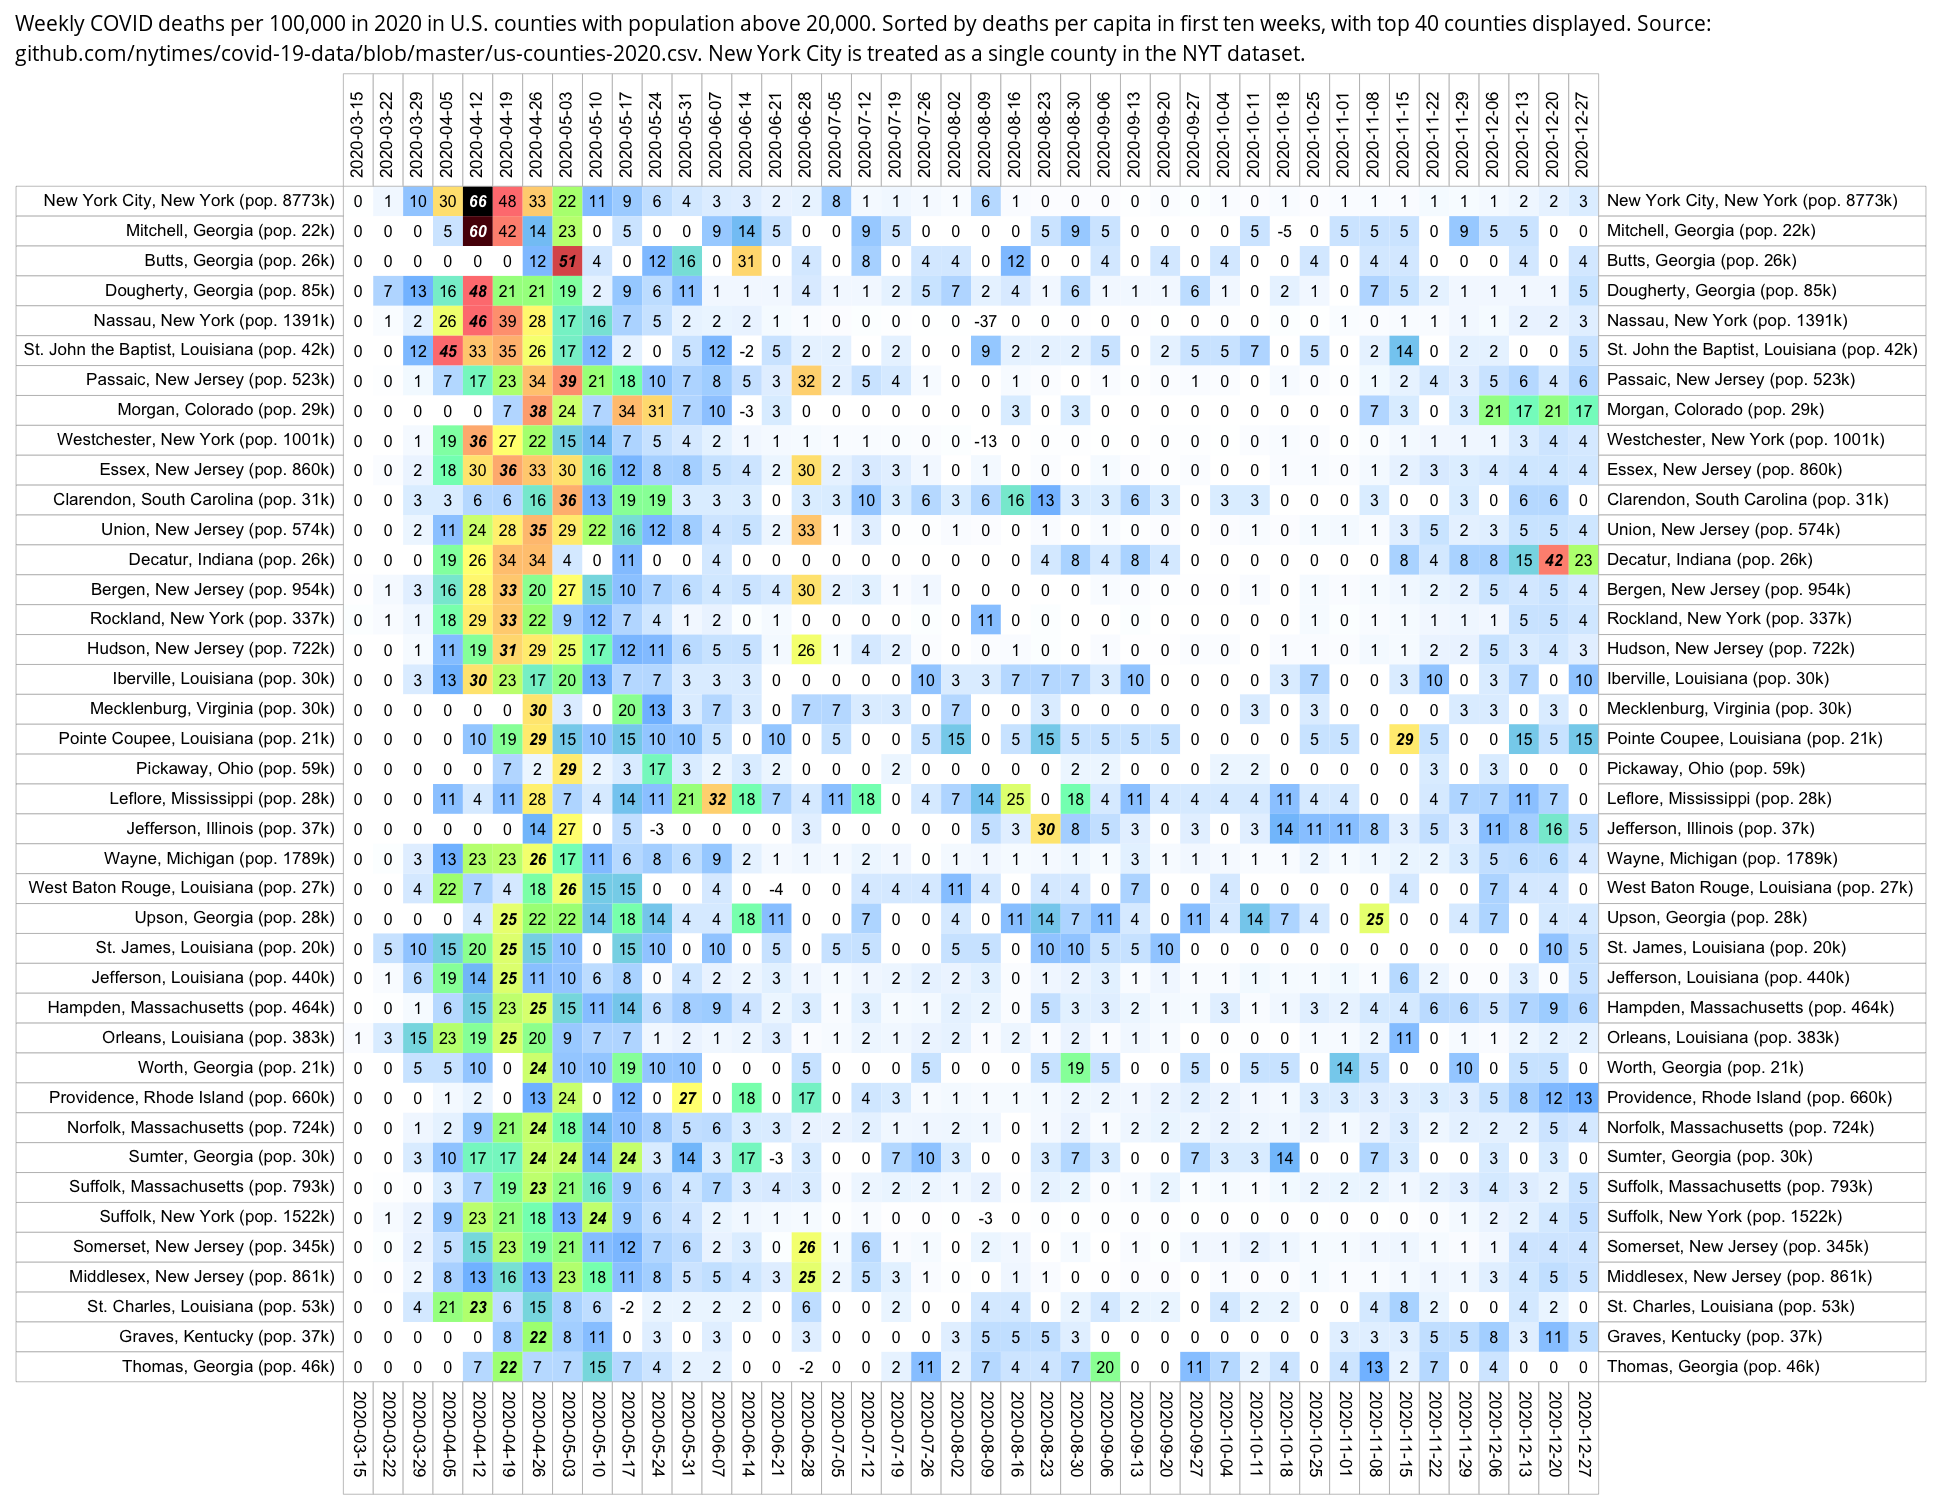 Weekly COVID deaths per 100,000 in 2020 in U.S. counties with population above 20,000. Sorted by deaths per capita in first ten weeks, with top 40 counties displayed. Source:
github.com/nytimes/covid-19-data/blob/master/us-counties-2020.csv. New York City is treated as a single county in the NYT dataset.
2020-03-15 2020-03-22 2020-03-29 2020-04-05 2020-04-12 2020-04-19 2020-04-26 2020-05-03 2020-05-10 2020-05-17 2020-05-24 2020-05-31 2020-06-07 2020-06-14 2020-06-21 2020-06-28 2020-07-05 2020-07-12 2020-07-19 2020-07-26 2020-08-02 2020-08-09 2020-08-16 2020-08-23 2020-08-30 2020-09-06 2020-09-13 2020-09-20 2020-09-27 2020-10-04 2020-10-11 2020-10-18 2020-10-25 2020-11-01 2020-11-08 2020-11-15 2020-11-22 2020-11-29 2020-12-06 2020-12-13 2020-12-20 2020-12-27
New York City, New York (pop. 8773k) 0 1 10 30 66 48 33 22 11 9 6 4 3 3 2 2 8 1 1 1 1 6 1 0 0 0 0 0 0 1 0 1 0 1 1 1 1 1 1 2 2 3 New York City, New York (pop. 8773k)
Mitchell, Georgia (pop. 22k) 0 0 0 5 60 42 14 23 0 5 0 0 9 14 5 0 0 9 5 0 0 0 0 5 9 5 0 0 0 0 5 -5 0 5 5 5 0 9 5 5 0 0 Mitchell, Georgia (pop. 22k)
Butts, Georgia (pop. 26k) 0 0 0 0 0 0 12 51 4 0 12 16 0 31 0 4 0 8 0 4 4 0 12 0 0 4 0 4 0 4 0 0 4 0 4 4 0 0 0 4 0 4 Butts, Georgia (pop. 26k)
Dougherty, Georgia (pop. 85k) 0 7 13 16 48 21 21 19 2 9 6 11 1 1 1 4 1 1 2 5 7 2 4 1 6 1 1 1 6 1 0 2 1 0 7 5 2 1 1 1 1 5 Dougherty, Georgia (pop. 85k)
Nassau, New York (pop. 1391k) 0 1 2 26 46 39 28 17 16 7 5 2 2 2 1 1 0 0 0 0 0 -37 0 0 0 0 0 0 0 0 0 0 0 1 0 1 1 1 1 2 2 3 Nassau, New York (pop. 1391k)
St. John the Baptist, Louisiana (pop. 42k) 0 0 12 45 33 35 26 17 12 2 0 5 12 -2 5 2 2 0 2 0 0 9 2 2 2 5 0 2 5 5 7 0 5 0 2 14 0 2 2 0 0 5 St. John the Baptist, Louisiana (pop. 42k)
Passaic, New Jersey (pop. 523k) 0 0 1 7 17 23 34 39 21 18 10 7 8 5 3 32 2 5 4 1 0 0 1 0 0 1 0 0 1 0 1 0 0 0 1 2 4 3 5 6 4 6 Passaic, New Jersey (pop. 523k)
Morgan, Colorado (pop. 29k) 0 0 0 0 0 7 38 24 7 34 31 7 10 -3 3 0 0 0 0 0 0 0 3 0 3 0 0 0 0 0 0 0 0 0 7 3 0 3 21 17 21 17 Morgan, Colorado (pop. 29k)
Westchester, New York (pop. 1001k) 0 0 1 19 36 27 22 15 14 7 5 4 2 1 1 1 1 1 0 0 0 -13 0 0 0 0 0 0 0 0 0 1 0 0 0 1 1 1 1 3 4 4 Westchester, New York (pop. 1001k)
Essex, New Jersey (pop. 860k) 0 0 2 18 30 36 33 30 16 12 8 8 5 4 2 30 2 3 3 1 0 1 0 0 0 1 0 0 0 0 0 1 1 0 1 2 3 3 4 4 4 4 Essex, New Jersey (pop. 860k)
Clarendon, South Carolina (pop. 31k) 0 0 3 3 6 6 16 36 13 19 19 3 3 3 0 3 3 10 3 6 3 6 16 13 3 3 6 3 0 3 3 0 0 0 3 0 0 3 0 6 6 0 Clarendon, South Carolina (pop. 31k)
Union, New Jersey (pop. 574k) 0 0 2 11 24 28 35 29 22 16 12 8 4 5 2 33 1 3 0 0 1 0 0 1 0 1 0 0 0 0 1 0 1 1 1 3 5 2 3 5 5 4 Union, New Jersey (pop. 574k)
Decatur, Indiana (pop. 26k) 0 0 0 19 26 34 34 4 0 11 0 0 4 0 0 0 0 0 0 0 0 0 0 4 8 4 8 4 0 0 0 0 0 0 0 8 4 8 8 15 42 23 Decatur, Indiana (pop. 26k)
Bergen, New Jersey (pop. 954k) 0 1 3 16 28 33 20 27 15 10 7 6 4 5 4 30 2 3 1 1 0 0 0 0 0 1 0 0 0 0 1 0 1 1 1 1 2 2 5 4 5 4 Bergen, New Jersey (pop. 954k)
Rockland, New York (pop. 337k) 0 1 1 18 29 33 22 9 12 7 4 1 2 0 1 0 0 0 0 0 0 11 0 0 0 0 0 0 0 0 0 0 1 0 1 1 1 1 1 5 5 4 Rockland, New York (pop. 337k)
Hudson, New Jersey (pop. 722k) 0 0 1 11 19 31 29 25 17 12 11 6 5 5 1 26 1 4 2 0 0 0 1 0 0 1 0 0 0 0 0 1 1 0 1 1 2 2 5 3 4 3 Hudson, New Jersey (pop. 722k)
Iberville, Louisiana (pop. 30k) 0 0 3 13 30 23 17 20 13 7 7 3 3 3 0 0 0 0 0 10 3 3 7 7 7 3 10 0 0 0 0 3 7 0 0 3 10 0 3 7 0 10 Iberville, Louisiana (pop. 30k)
Mecklenburg, Virginia (pop. 30k) 0 0 0 0 0 0 30 3 0 20 13 3 7 3 0 7 7 3 3 0 7 0 0 3 0 0 0 0 0 0 3 0 3 0 0 0 0 3 3 0 3 0 Mecklenburg, Virginia (pop. 30k)
Pointe Coupee, Louisiana (pop. 21k) 0 0 0 0 10 19 29 15 10 15 10 10 5 0 10 0 5 0 0 5 15 0 5 15 5 5 5 5 0 0 0 0 5 5 0 29 5 0 0 15 5 15 Pointe Coupee, Louisiana (pop. 21k)
Pickaway, Ohio (pop. 59k) 0 0 0 0 0 7 2 29 2 3 17 3 2 3 2 0 0 0 2 0 0 0 0 0 2 2 0 0 0 2 2 0 0 0 0 0 3 0 3 0 0 0 Pickaway, Ohio (pop. 59k)
Leflore, Mississippi (pop. 28k) 0 0 0 11 4 11 28 7 4 14 11 21 32 18 7 4 11 18 0 4 7 14 25 0 18 4 11 4 4 4 4 11 4 4 0 0 4 7 7 11 7 0 Leflore, Mississippi (pop. 28k)
Jefferson, Illinois (pop. 37k) 0 0 0 0 0 0 14 27 0 5 -3 0 0 0 0 3 0 0 0 0 0 5 3 30 8 5 3 0 3 0 3 14 11 11 8 3 5 3 11 8 16 5 Jefferson, Illinois (pop. 37k)
Wayne, Michigan (pop. 1789k) 0 0 3 13 23 23 26 17 11 6 8 6 9 2 1 1 1 2 1 0 1 1 1 1 1 1 3 1 1 1 1 1 2 1 1 2 2 3 5 6 6 4 Wayne, Michigan (pop. 1789k)
West Baton Rouge, Louisiana (pop. 27k) 0 0 4 22 7 4 18 26 15 15 0 0 4 0 -4 0 0 4 4 4 11 4 0 4 4 0 7 0 0 4 0 0 0 0 0 4 0 0 7 4 4 0 West Baton Rouge, Louisiana (pop. 27k)
Upson, Georgia (pop. 28k) 0 0 0 0 4 25 22 22 14 18 14 4 4 18 11 0 0 7 0 0 4 0 11 14 7 11 4 0 11 4 14 7 4 0 25 0 0 4 7 0 4 4 Upson, Georgia (pop. 28k)
St. James, Louisiana (pop. 20k) 0 5 10 15 20 25 15 10 0 15 10 0 10 0 5 0 5 5 0 0 5 5 0 10 10 5 5 10 0 0 0 0 0 0 0 0 0 0 0 0 10 5 St. James, Louisiana (pop. 20k)
Jefferson, Louisiana (pop. 440k) 0 1 6 19 14 25 11 10 6 8 0 4 2 2 3 1 1 1 2 2 2 3 0 1 2 3 1 1 1 1 1 1 1 1 1 6 2 0 0 3 0 5 Jefferson, Louisiana (pop. 440k)
Hampden, Massachusetts (pop. 464k) 0 0 1 6 15 23 25 15 11 14 6 8 9 4 2 3 1 3 1 1 2 2 0 5 3 3 2 1 1 3 1 1 3 2 4 4 6 6 5 7 9 6 Hampden, Massachusetts (pop. 464k)
Orleans, Louisiana (pop. 383k) 1 3 15 23 19 25 20 9 7 7 1 2 1 2 3 1 1 2 2 1 2 1 2 1 2 1 1 1 0 0 0 0 1 1 2 11 0 1 1 2 2 2 Orleans, Louisiana (pop. 383k)
Worth, Georgia (pop. 21k) 0 0 5 5 10 0 24 10 10 19 10 10 0 0 0 5 0 0 0 5 0 0 0 5 19 5 0 0 5 0 5 5 0 14 5 0 0 10 0 5 5 0 Worth, Georgia (pop. 21k)
Providence, Rhode Island (pop. 660k) 0 0 0 1 2 0 13 24 0 12 0 27 0 18 0 17 0 4 3 1 1 1 1 1 2 2 1 2 2 2 1 1 3 3 3 3 3 3 5 8 12 13 Providence, Rhode Island (pop. 660k)
Norfolk, Massachusetts (pop. 724k) 0 0 1 2 9 21 24 18 14 10 8 5 6 3 3 2 2 2 1 1 2 1 0 1 2 1 2 2 2 2 2 1 2 1 2 3 2 2 2 2 5 4 Norfolk, Massachusetts (pop. 724k)
Sumter, Georgia (pop. 30k) 0 0 3 10 17 17 24 24 14 24 3 14 3 17 -3 3 0 0 7 10 3 0 0 3 7 3 0 0 7 3 3 14 0 0 7 3 0 0 3 0 3 0 Sumter, Georgia (pop. 30k)
Suffolk, Massachusetts (pop. 793k) 0 0 0 3 7 19 23 21 16 9 6 4 7 3 4 3 0 2 2 2 1 2 0 2 2 0 1 2 1 1 1 1 2 2 2 1 2 3 4 3 2 5 Suffolk, Massachusetts (pop. 793k)
Suffolk, New York (pop. 1522k) 0 1 2 9 23 21 18 13 24 9 6 4 2 1 1 1 0 1 0 0 0 -3 0 0 0 0 0 0 0 0 0 0 0 0 0 0 0 1 2 2 4 5 Suffolk, New York (pop. 1522k)
Somerset, New Jersey (pop. 345k) 0 0 2 5 15 23 19 21 11 12 7 6 2 3 0 26 1 6 1 1 0 2 1 0 1 0 1 0 1 1 2 1 1 1 1 1 1 1 1 4 4 4 Somerset, New Jersey (pop. 345k)
Middlesex, New Jersey (pop. 861k) 0 0 2 8 13 16 13 23 18 11 8 5 5 4 3 25 2 5 3 1 0 0 1 1 0 0 0 0 0 1 0 0 1 1 1 1 1 1 3 4 5 5 Middlesex, New Jersey (pop. 861k)
St. Charles, Louisiana (pop. 53k) 0 0 4 21 23 6 15 8 6 -2 2 2 2 2 0 6 0 0 2 0 0 4 4 0 2 4 2 2 0 4 2 2 0 0 4 8 2 0 0 4 2 0 St. Charles, Louisiana (pop. 53k)
Graves, Kentucky (pop. 37k) 0 0 0 0 0 8 22 8 11 0 3 0 3 0 0 3 0 0 0 0 3 5 5 5 3 0 0 0 0 0 0 0 0 3 3 3 5 5 8 3 11 5 Graves, Kentucky (pop. 37k)
Thomas, Georgia (pop. 46k) 0 0 0 0 7 22 7 7 15 7 4 2 2 0 0 -2 0 0 2 11 2 7 4 4 7 20 0 0 11 7 2 4 0 4 13 2 7 0 4 0 0 0 Thomas, Georgia (pop. 46k)
2020-03-15 2020-03-22 2020-03-29 2020-04-05 2020-04-12 2020-04-19 2020-04-26 2020-05-03 2020-05-10 2020-05-17 2020-05-24 2020-05-31 2020-06-07 2020-06-14 2020-06-21 2020-06-28 2020-07-05 2020-07-12 2020-07-19 2020-07-26 2020-08-02 2020-08-09 2020-08-16 2020-08-23 2020-08-30 2020-09-06 2020-09-13 2020-09-20 2020-09-27 2020-10-04 2020-10-11 2020-10-18 2020-10-25 2020-11-01 2020-11-08 2020-11-15 2020-11-22 2020-11-29 2020-12-06 2020-12-13 2020-12-20 2020-12-27